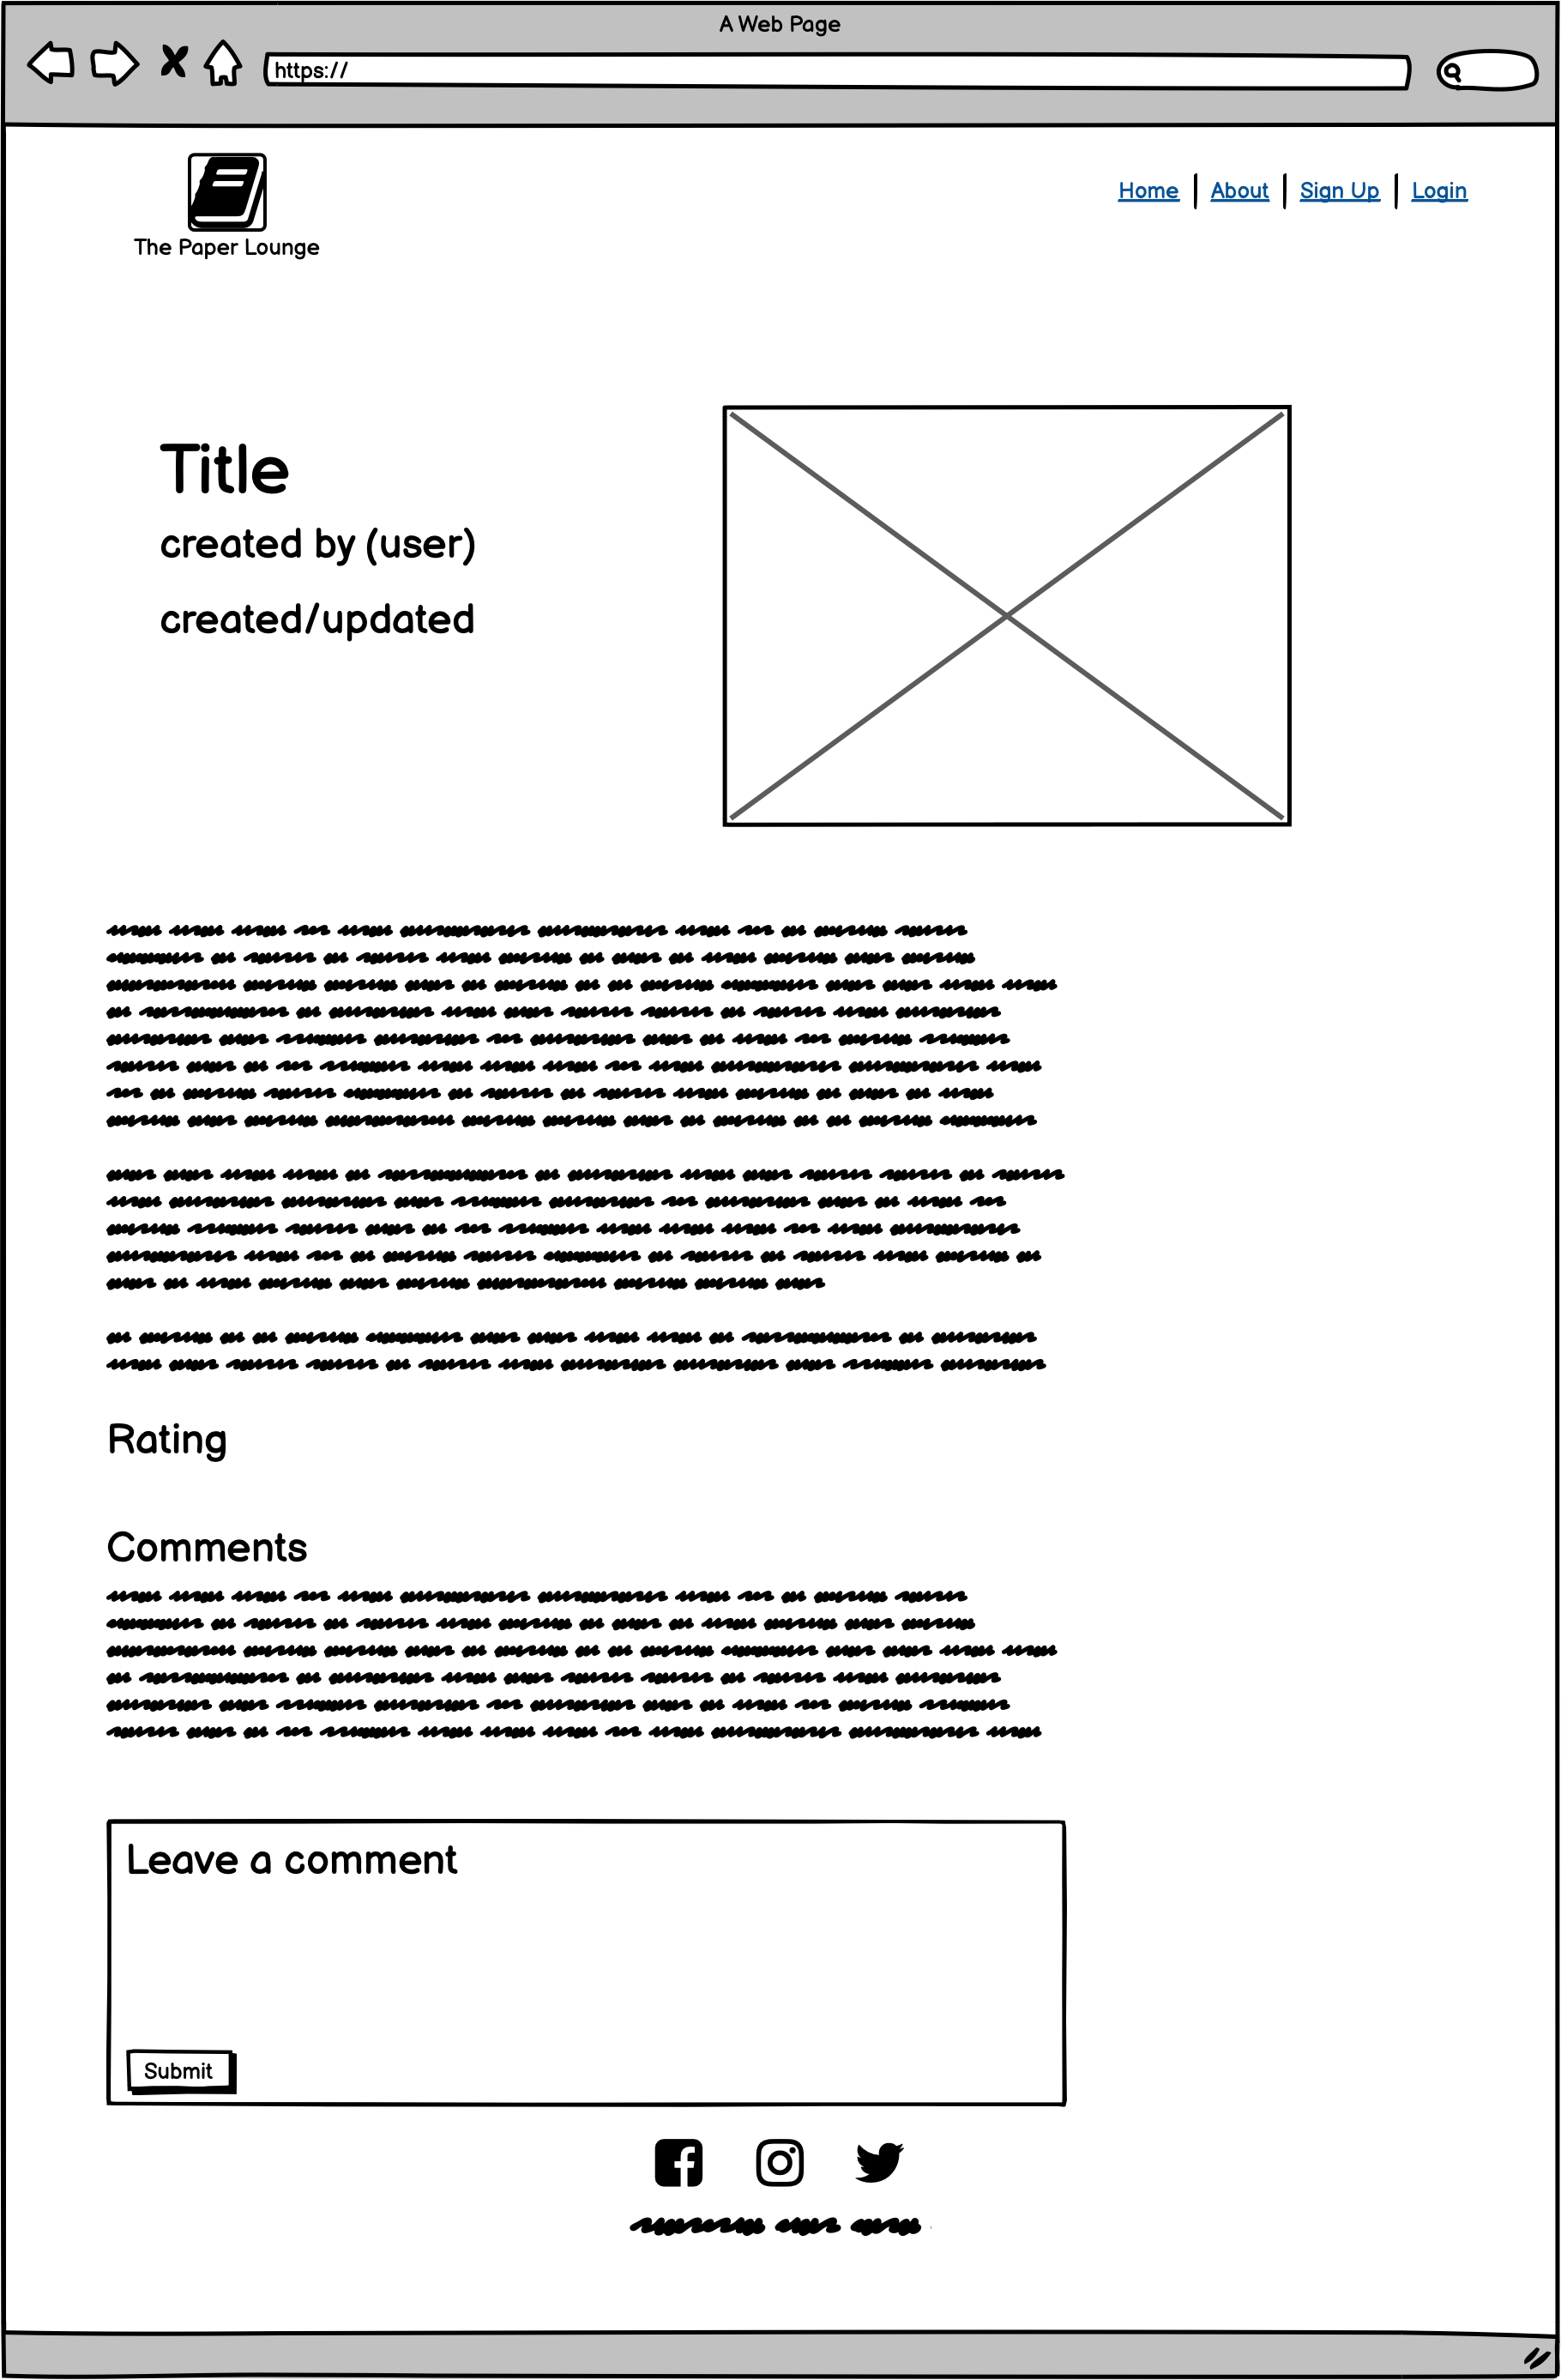 A Web Page
https://
The Paper Lounge
Home | About | Sign Up | Login
Title
created by (user)
created/updated
Rating
Comments
Leave a comment
Submit